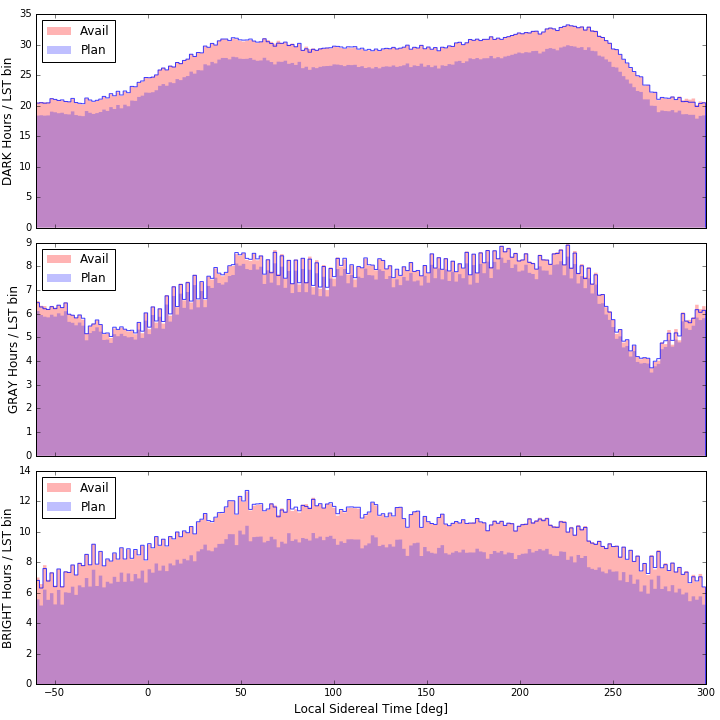 35
30
25
20
15
10
5
0
DARK Hours / LST bin
Avail
Plan
9
8
7
6
5
4
3
2
1
0
GRAY Hours / LST bin
Avail
Plan
14
12
10
8
6
4
2
0
BRIGHT Hours / LST bin
Avail
Plan
−50 0 50 100 150 200 250 300
Local Sidereal Time [deg]